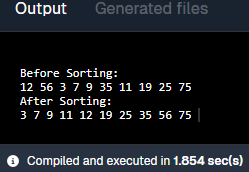 Output Generated files
Before Sorting:
12 56 3 7 9 35 11 19 25 75
After Sorting:
3 7 9 11 12 19 25 35 56 75
Compiled and executed in 1.854 sec(s)